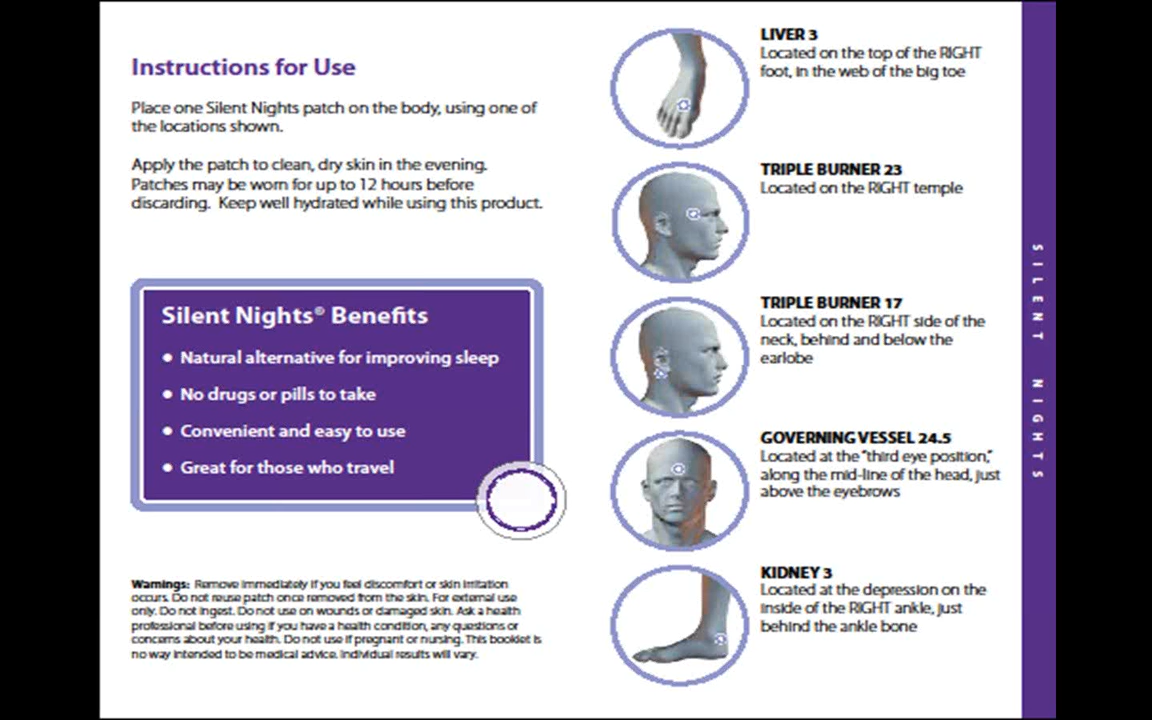 Instructions for Use
Place one Silent Nights patch on the body, using one of
the locations shown.
Apply the patch to clean, dry skin in the evening.
Patches may be worn for up to 12 hours before
discarding. Keep well hydrated while using this product.
Silent Nights® Benefits
• Natural alternative for improving sleep
• No drugs or pills to take
• Convenient and easy to use
• Great for those who travel
Warnings: Remove immediately if you feel discomfort or skin irritation
occurs. Do not reuse patch once removed from the skin. For external use
only. Do not ingest. Do not use on wounds or damaged skin. Ask a health
professional before using if you have a health condition, any questions or
concerns about your health. Do not use if pregnant or nursing. This booklet is
no way intended to be medical advice. Individual results will vary.
LIVER 3
Located on the top of the RIGHT
foot, in the web of the big toe
TRIPLE BURNER 23
Located on the RIGHT temple
TRIPLE BURNER 17
Located on the RIGHT side of the
neck, behind and below the
earlobe
GOVERNING VESSEL 24.5
Located at the "third eye position,"
along the mid-line of the head, just
above the eyebrows
KIDNEY 3
Located at the depression on the
inside of the RIGHT ankle, just
behind the ankle bone
SILENT NIGHTS